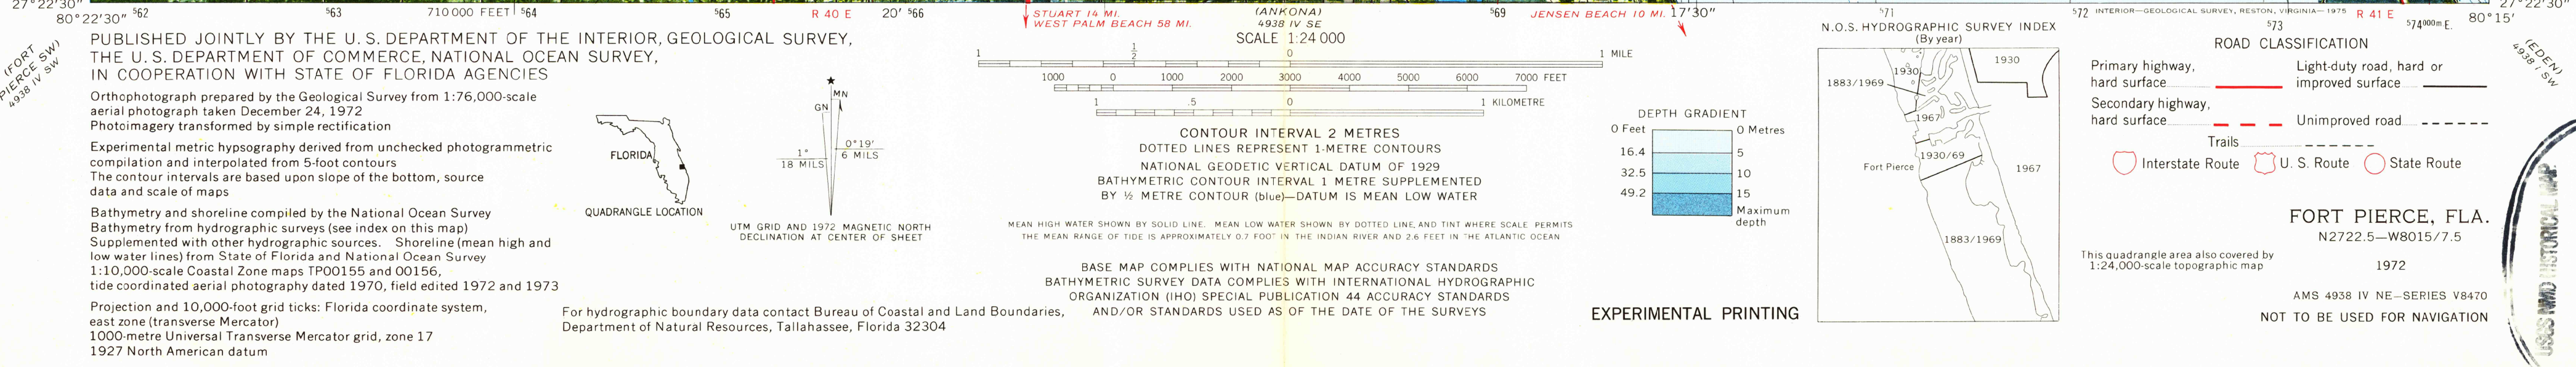 27°22'30"
80°22'30"
562
563
710 000 FEET
564
565
R 40 E
20'
566
STUART 14 MI.
WEST PALM BEACH 58 MI.
(ANKONA)
4938 IV SE
569
JENSEN BEACH 10 MI.
17'30"
571
572
INTERIOR—GEOLOGICAL SURVEY, RESTON, VIRGINIA—1975
573
R 41 E
574000m E.
27°22'30"
80°15'
(FORT
PIERCE SW)
4938 IV SW
(EDEN)
4938 I SW
PUBLISHED JOINTLY BY THE U. S. DEPARTMENT OF THE INTERIOR, GEOLOGICAL SURVEY,
THE U. S. DEPARTMENT OF COMMERCE, NATIONAL OCEAN SURVEY,
IN COOPERATION WITH STATE OF FLORIDA AGENCIES
Orthophotograph prepared by the Geological Survey from 1:76,000-scale
aerial photograph taken December 24, 1972
Photoimagery transformed by simple rectification
Experimental metric hypsography derived from unchecked photogrammetric
compilation and interpolated from 5-foot contours
The contour intervals are based upon slope of the bottom, source
data and scale of maps
Bathymetry and shoreline compiled by the National Ocean Survey
Bathymetry from hydrographic surveys (see index on this map)
Supplemented with other hydrographic sources. Shoreline (mean high and
low water lines) from State of Florida and National Ocean Survey
1:10,000-scale Coastal Zone maps TP00155 and 00156,
tide coordinated aerial photography dated 1970, field edited 1972 and 1973
Projection and 10,000-foot grid ticks: Florida coordinate system,
east zone (transverse Mercator)
1000-metre Universal Transverse Mercator grid, zone 17
1927 North American datum
FLORIDA
QUADRANGLE LOCATION
★
MN
GN
1°
18 MILS
0°19'
6 MILS
UTM GRID AND 1972 MAGNETIC NORTH
DECLINATION AT CENTER OF SHEET
For hydrographic boundary data contact Bureau of Coastal and Land Boundaries,
Department of Natural Resources, Tallahassee, Florida 32304
SCALE 1:24 000
1 ½ 0 1 MILE
1000 0 1000 2000 3000 4000 5000 6000 7000 FEET
1 .5 0 1 KILOMETRE
CONTOUR INTERVAL 2 METRES
DOTTED LINES REPRESENT 1-METRE CONTOURS
NATIONAL GEODETIC VERTICAL DATUM OF 1929
BATHYMETRIC CONTOUR INTERVAL 1 METRE SUPPLEMENTED
BY ½ METRE CONTOUR (blue)—DATUM IS MEAN LOW WATER
MEAN HIGH WATER SHOWN BY SOLID LINE. MEAN LOW WATER SHOWN BY DOTTED LINE, AND TINT WHERE SCALE PERMITS
THE MEAN RANGE OF TIDE IS APPROXIMATELY 0.7 FOOT IN THE INDIAN RIVER AND 2.6 FEET IN THE ATLANTIC OCEAN
BASE MAP COMPLIES WITH NATIONAL MAP ACCURACY STANDARDS
BATHYMETRIC SURVEY DATA COMPLIES WITH INTERNATIONAL HYDROGRAPHIC
ORGANIZATION (IHO) SPECIAL PUBLICATION 44 ACCURACY STANDARDS
AND/OR STANDARDS USED AS OF THE DATE OF THE SURVEYS
DEPTH GRADIENT
0 Feet 0 Metres
16.4 5
32.5 10
49.2 15
Maximum
depth
EXPERIMENTAL PRINTING
N.O.S. HYDROGRAPHIC SURVEY INDEX
(By year)
1930
1930
1883/1969
1967
1930/69
Fort Pierce
1967
1883/1969
ROAD CLASSIFICATION
Primary highway,
hard surface
Light-duty road, hard or
improved surface
Secondary highway,
hard surface
Unimproved road
Trails
Interstate Route U. S. Route State Route
FORT PIERCE, FLA.
N2722.5—W8015/7.5
This quadrangle area also covered by
1:24,000-scale topographic map
1972
AMS 4938 IV NE—SERIES V8470
NOT TO BE USED FOR NAVIGATION
USGS NMD HISTORICAL MAP